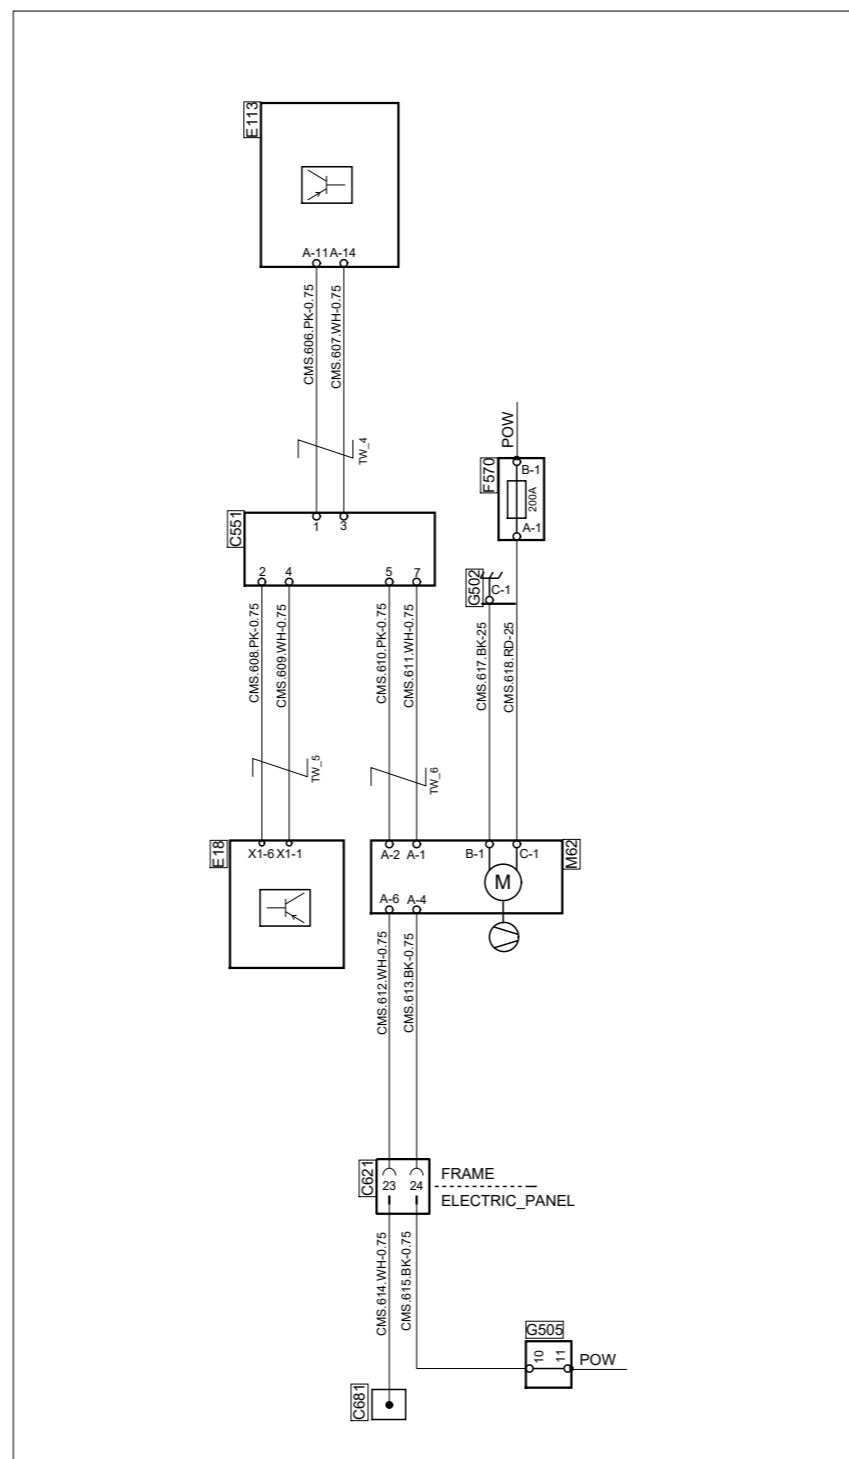 E113
A-11 A-14
CMS.606.PK-0.75
CMS.607.WH-0.75
TW_4
POW
F570
B-1
200A
A-1
C551
1 3
2 4 5 7
G502
C-1
CMS.608.PK-0.75
CMS.609.WH-0.75
CMS.610.PK-0.75
CMS.611.WH-0.75
CMS.617.BK-25
CMS.618.RD-25
TW_5
TW_6
E18
X1-6 X1-1
A-2 A-1
B-1 C-1
M62
M
A-6 A-4
CMS.612.WH-0.75
CMS.613.BK-0.75
C621
23 24
FRAME
ELECTRIC_PANEL
CMS.614.WH-0.75
CMS.615.BK-0.75
G505
10 11
POW
C681